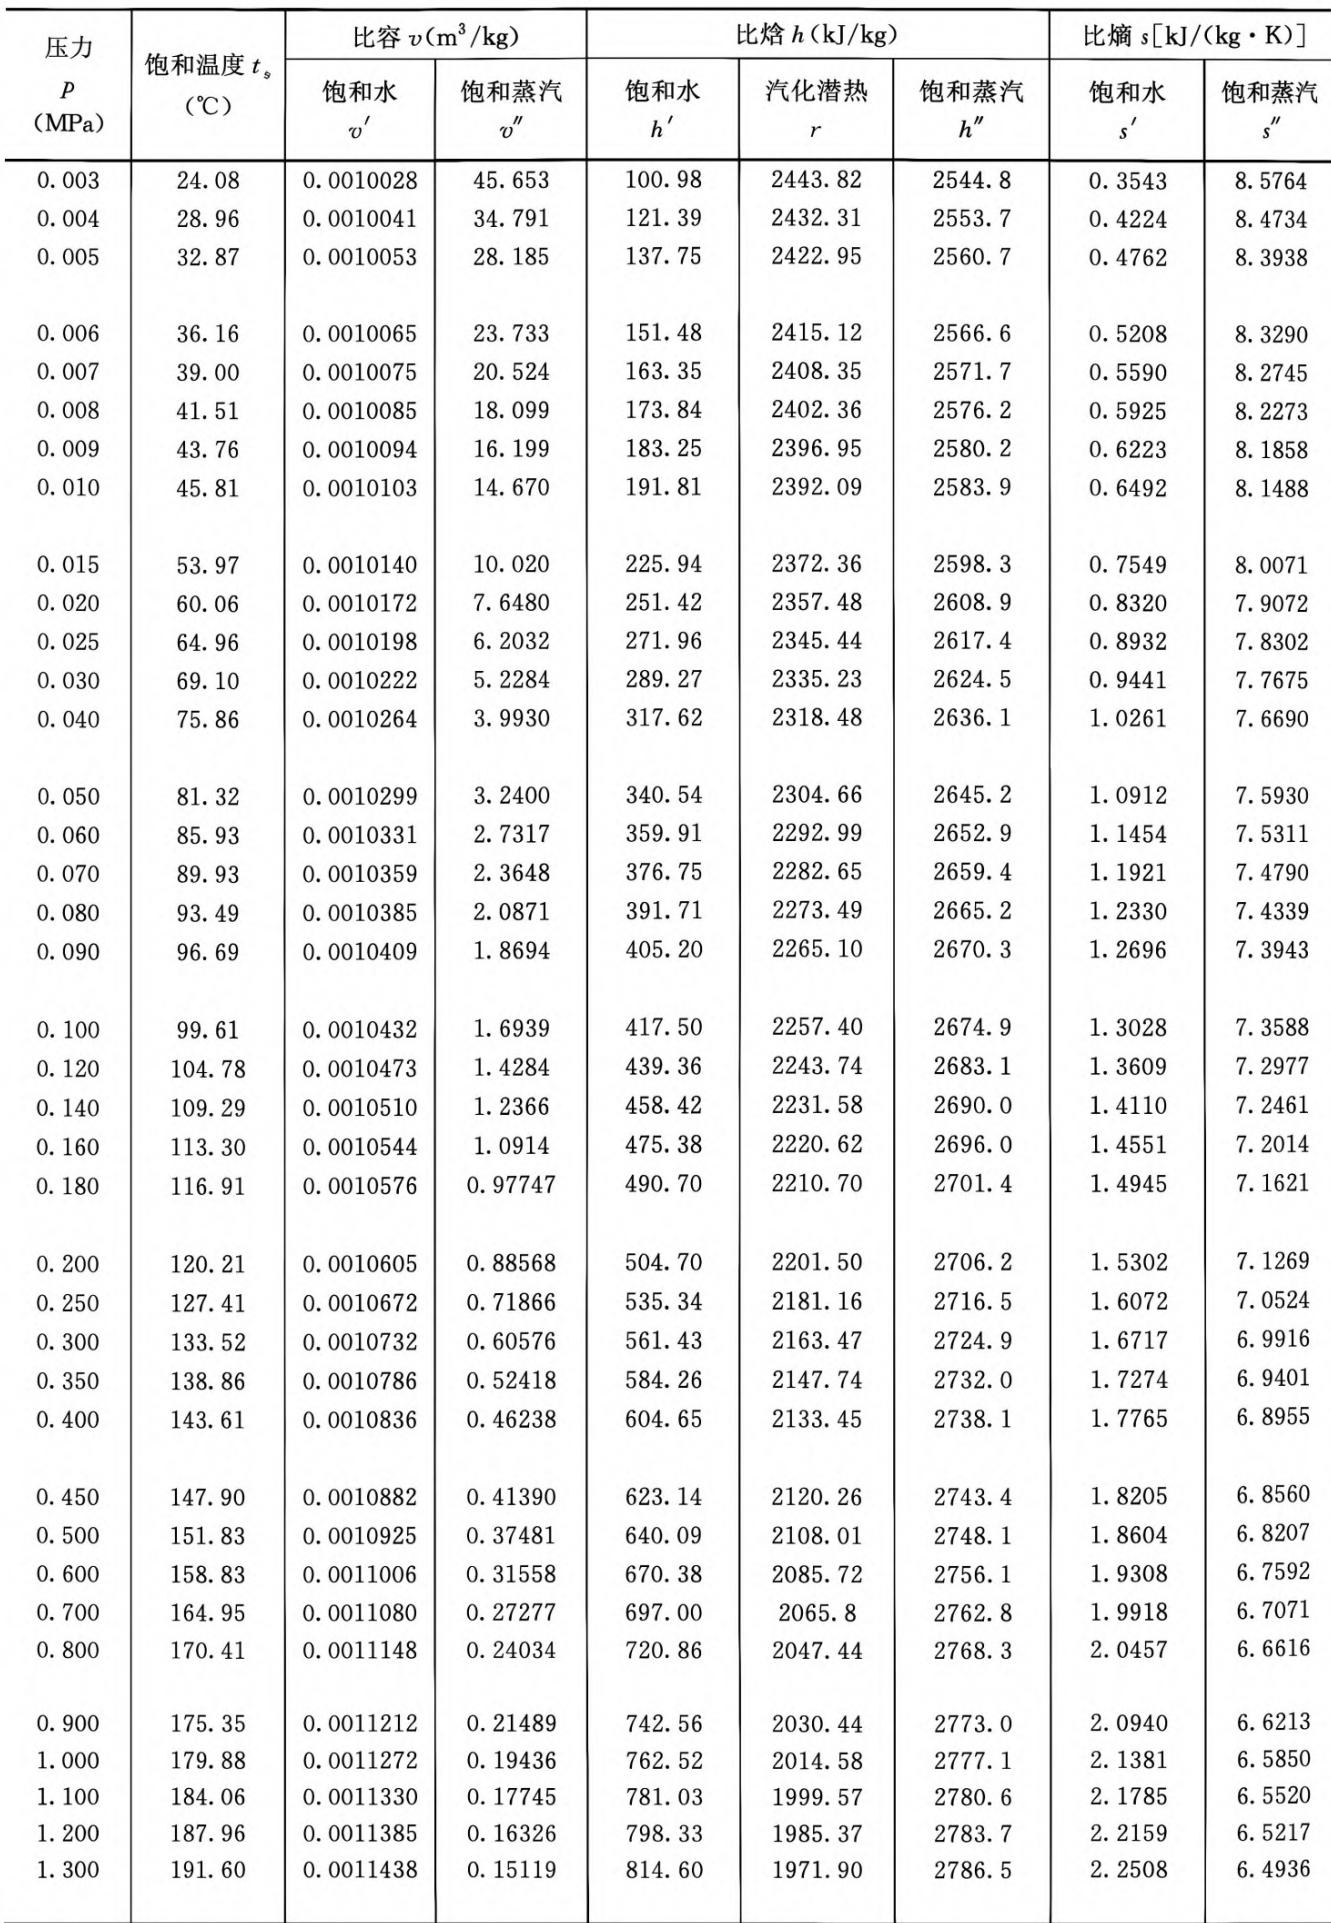 压力 P (MPa) 饱和温度 t_s (℃) 比容 v(m³/kg) 比焓 h(kJ/kg) 比熵 s[kJ/(kg·K)]
饱和水 v′ 饱和蒸汽 v″ 饱和水 h′ 汽化潜热 r 饱和蒸汽 h″ 饱和水 s′ 饱和蒸汽 s″
0.003 24.08 0.0010028 45.653 100.98 2443.82 2544.8 0.3543 8.5764
0.004 28.96 0.0010041 34.791 121.39 2432.31 2553.7 0.4224 8.4734
0.005 32.87 0.0010053 28.185 137.75 2422.95 2560.7 0.4762 8.3938
0.006 36.16 0.0010065 23.733 151.48 2415.12 2566.6 0.5208 8.3290
0.007 39.00 0.0010075 20.524 163.35 2408.35 2571.7 0.5590 8.2745
0.008 41.51 0.0010085 18.099 173.84 2402.36 2576.2 0.5925 8.2273
0.009 43.76 0.0010094 16.199 183.25 2396.95 2580.2 0.6223 8.1858
0.010 45.81 0.0010103 14.670 191.81 2392.09 2583.9 0.6492 8.1488
0.015 53.97 0.0010140 10.020 225.94 2372.36 2598.3 0.7549 8.0071
0.020 60.06 0.0010172 7.6480 251.42 2357.48 2608.9 0.8320 7.9072
0.025 64.96 0.0010198 6.2032 271.96 2345.44 2617.4 0.8932 7.8302
0.030 69.10 0.0010222 5.2284 289.27 2335.23 2624.5 0.9441 7.7675
0.040 75.86 0.0010264 3.9930 317.62 2318.48 2636.1 1.0261 7.6690
0.050 81.32 0.0010299 3.2400 340.54 2304.66 2645.2 1.0912 7.5930
0.060 85.93 0.0010331 2.7317 359.91 2292.99 2652.9 1.1454 7.5311
0.070 89.93 0.0010359 2.3648 376.75 2282.65 2659.4 1.1921 7.4790
0.080 93.49 0.0010385 2.0871 391.71 2273.49 2665.2 1.2330 7.4339
0.090 96.69 0.0010409 1.8694 405.20 2265.10 2670.3 1.2696 7.3943
0.100 99.61 0.0010432 1.6939 417.50 2257.40 2674.9 1.3028 7.3588
0.120 104.78 0.0010473 1.4284 439.36 2243.74 2683.1 1.3609 7.2977
0.140 109.29 0.0010510 1.2366 458.42 2231.58 2690.0 1.4110 7.2461
0.160 113.30 0.0010544 1.0914 475.38 2220.62 2696.0 1.4551 7.2014
0.180 116.91 0.0010576 0.97747 490.70 2210.70 2701.4 1.4945 7.1621
0.200 120.21 0.0010605 0.88568 504.70 2201.50 2706.2 1.5302 7.1269
0.250 127.41 0.0010672 0.71866 535.34 2181.16 2716.5 1.6072 7.0524
0.300 133.52 0.0010732 0.60576 561.43 2163.47 2724.9 1.6717 6.9916
0.350 138.86 0.0010786 0.52418 584.26 2147.74 2732.0 1.7274 6.9401
0.400 143.61 0.0010836 0.46238 604.65 2133.45 2738.1 1.7765 6.8955
0.450 147.90 0.0010882 0.41390 623.14 2120.26 2743.4 1.8205 6.8560
0.500 151.83 0.0010925 0.37481 640.09 2108.01 2748.1 1.8604 6.8207
0.600 158.83 0.0011006 0.31558 670.38 2085.72 2756.1 1.9308 6.7592
0.700 164.95 0.0011080 0.27277 697.00 2065.8 2762.8 1.9918 6.7071
0.800 170.41 0.0011148 0.24034 720.86 2047.44 2768.3 2.0457 6.6616
0.900 175.35 0.0011212 0.21489 742.56 2030.44 2773.0 2.0940 6.6213
1.000 179.88 0.0011272 0.19436 762.52 2014.58 2777.1 2.1381 6.5850
1.100 184.06 0.0011330 0.17745 781.03 1999.57 2780.6 2.1785 6.5520
1.200 187.96 0.0011385 0.16326 798.33 1985.37 2783.7 2.2159 6.5217
1.300 191.60 0.0011438 0.15119 814.60 1971.90 2786.5 2.2508 6.4936